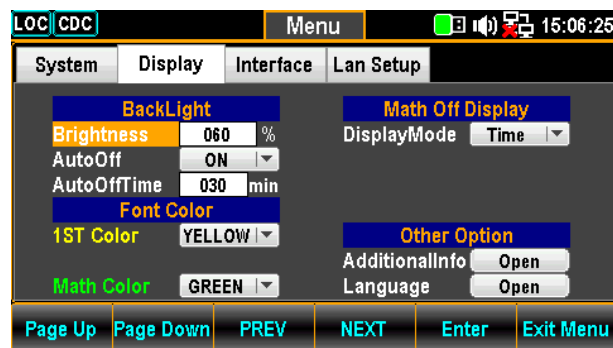 LOC CDC Menu 15:06:25
System Display Interface Lan Setup
BackLight
Brightness 060 %
AutoOff ON
AutoOffTime 030 min
Font Color
1ST Color YELLOW
Math Color GREEN
Math Off Display
DisplayMode Time
Other Option
AdditionalInfo Open
Language Open
Page Up Page Down PREV NEXT Enter Exit Menu